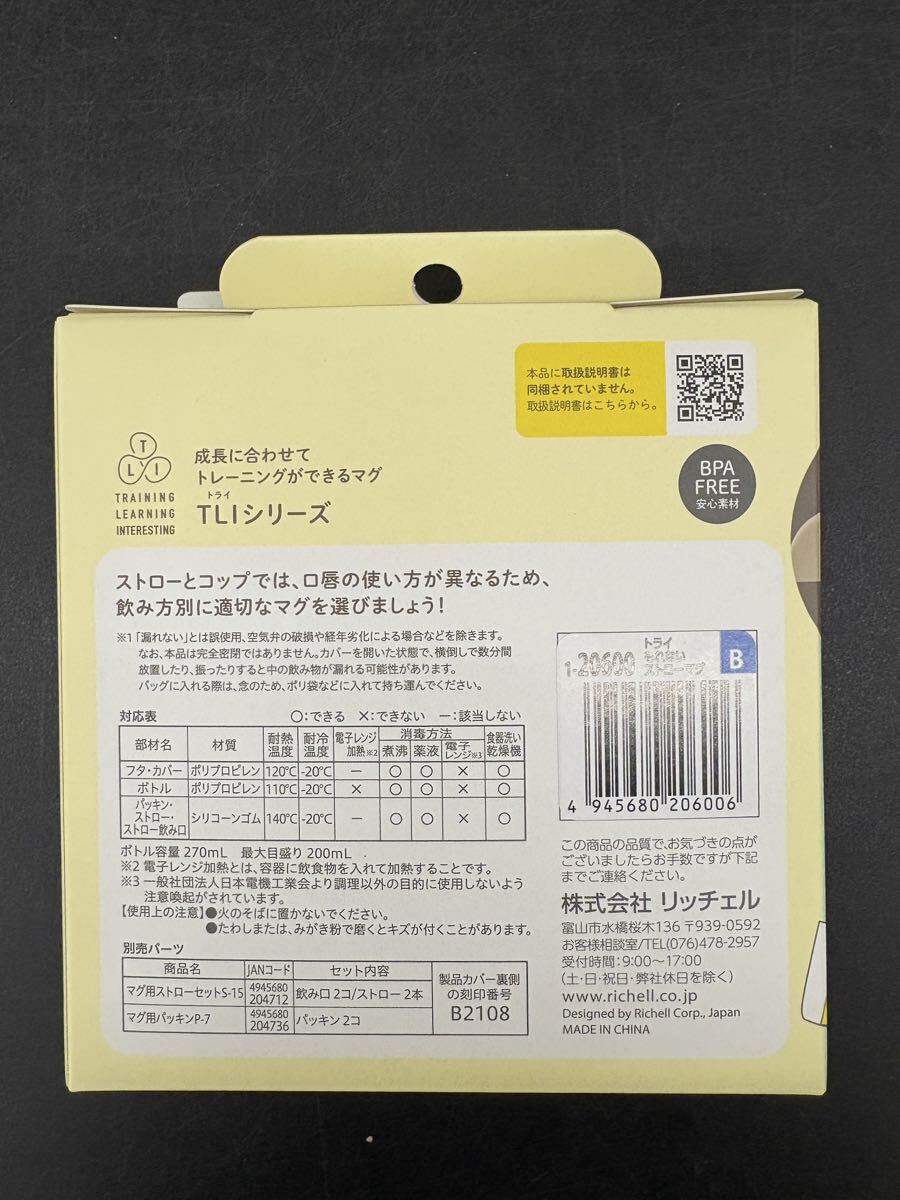 本品に取扱説明書は
同梱されていません。
取扱説明書はこちらから。
T
L I
TRAINING
LEARNING
INTERESTING
成長に合わせて
トレーニングができるマグ
トライ
TLIシリーズ
BPA
FREE
安心素材
ストローとコップでは、口唇の使い方が異なるため、
飲み方別に適切なマグを選びましょう!
※1「漏れない」とは誤使用、空気弁の破損や経年劣化による場合などを除きます。
なお、本品は完全密閉ではありません。カバーを開いた状態で、横倒しで数分間
放置したり、振ったりすると中の飲み物が漏れる可能性があります。
バッグに入れる際は、念のため、ポリ袋などに入れて持ち運んでください。
対応表 〇:できる ×:できない ー:該当しない
部材名 材質 耐熱温度 耐冷温度 電子レンジ加熱※2 消毒方法 煮沸 薬液 電子レンジ※3 食器洗い乾燥機
フタ・カバー ポリプロピレン 120℃ -20℃ ー 〇 〇 × 〇
ボトル ポリプロピレン 110℃ -20℃ × 〇 〇 × 〇
パッキン・ストロー・ストロー飲み口 シリコーンゴム 140℃ -20℃ ー 〇 〇 × 〇
ボトル容量 270mL 最大目盛り 200mL
※2 電子レンジ加熱とは、容器に飲食物を入れて加熱することです。
※3 一般社団法人日本電機工業会より調理以外の目的に使用しないよう
注意喚起がされています。
【使用上の注意】●火のそばに置かないでください。
●たわしまたは、みがき粉で磨くとキズが付くことがあります。
別売パーツ
商品名 JANコード セット内容
マグ用ストローセットS-15 4945680 204712 飲み口 2コ/ストロー 2本
マグ用パッキンP-7 4945680 204736 パッキン 2コ
製品カバー裏側
の刻印番号
B2108
1-20600
トライ
もれない
ストローマグ
B
4 945680 206006
この商品の品質で、お気づきの点が
ございましたらお手数ですが下記
までご連絡ください。
株式会社 リッチェル
富山市水橋桜木136 〒939-0592
お客様相談室/TEL(076)478-2957
受付時間:9:00〜17:00
(土・日・祝日・弊社休日を除く)
www.richell.co.jp
Designed by Richell Corp., Japan
MADE IN CHINA